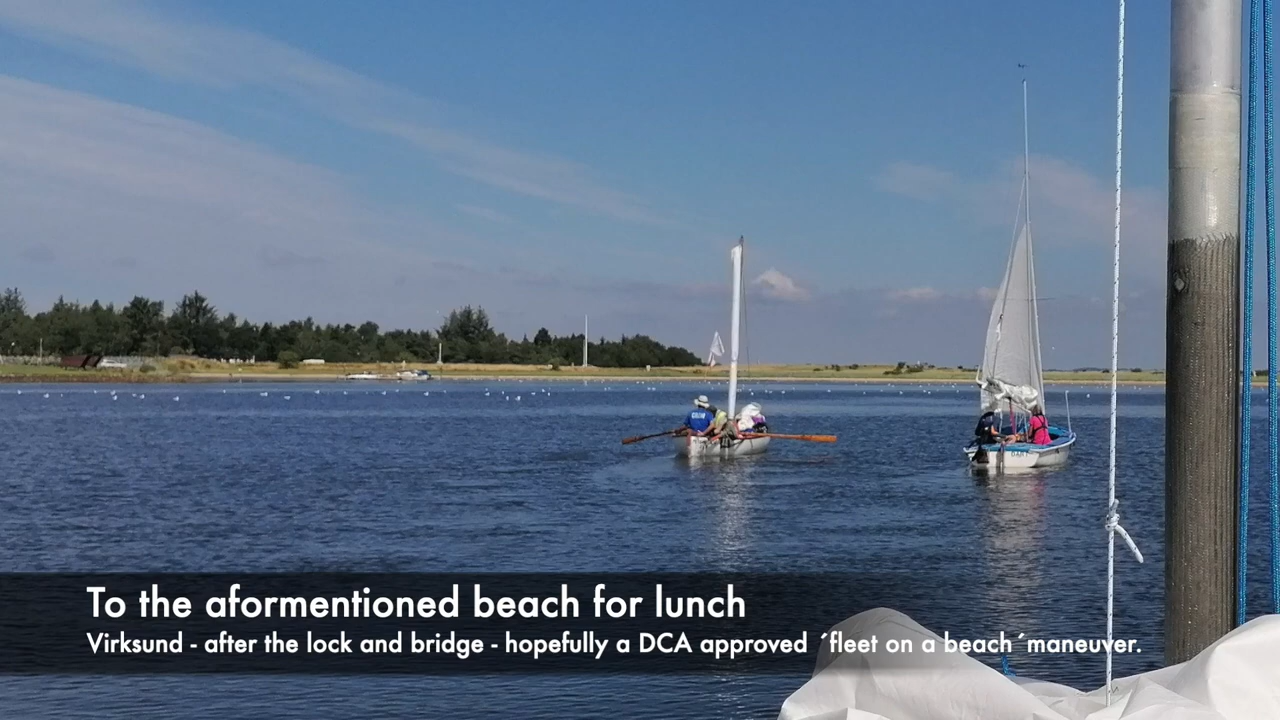 To the aformentioned beach for lunch
Virksund - after the lock and bridge - hopefully a DCA approved ´fleet on a beach´maneuver.